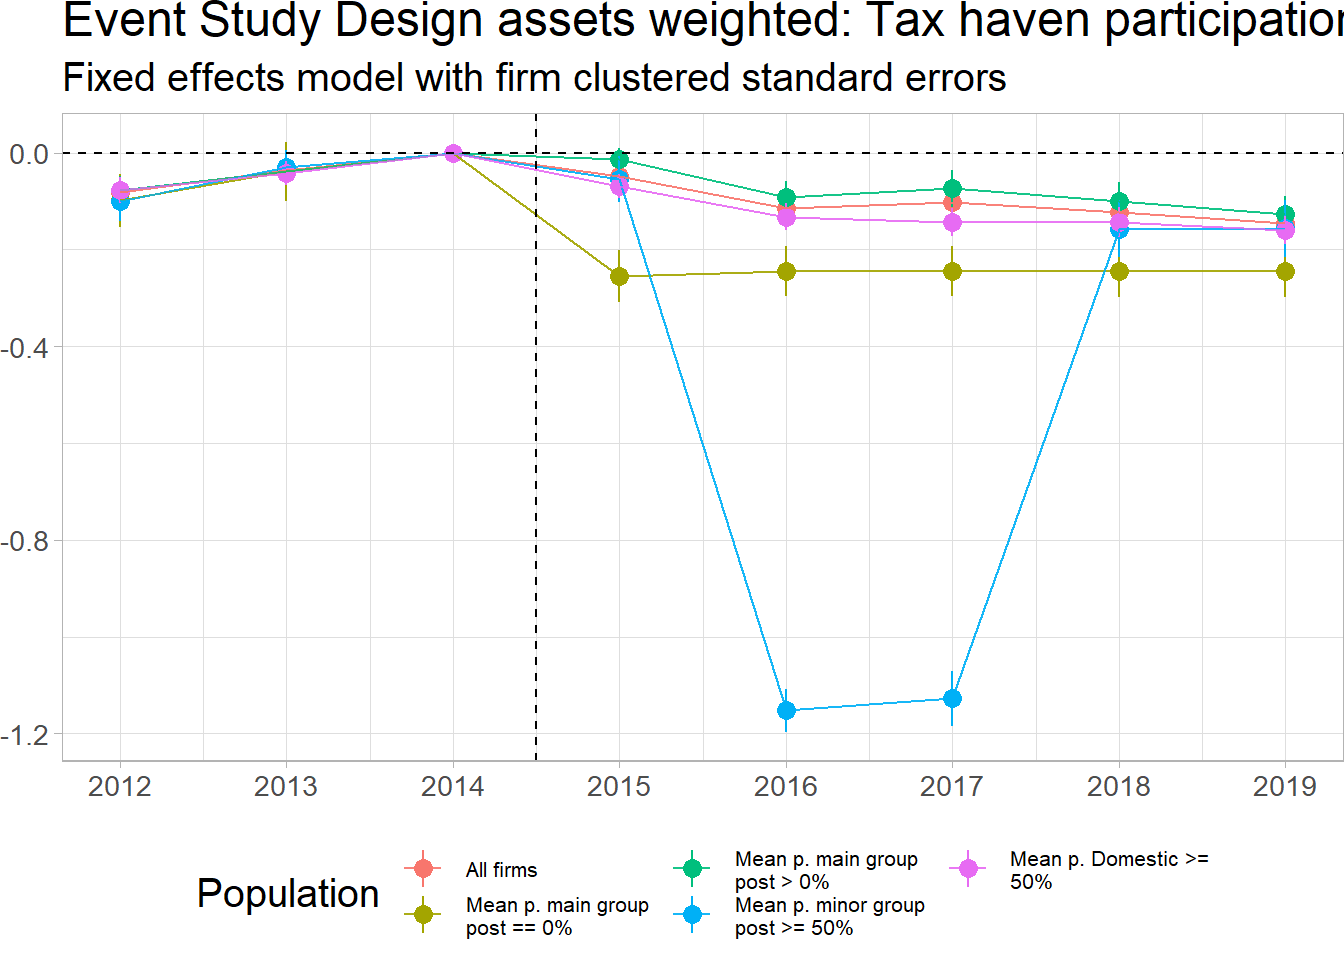 Event Study Design assets weighted: Tax haven participation
Fixed effects model with firm clustered standard errors
0.0
-0.4
-0.8
-1.2
2012 2013 2014 2015 2016 2017 2018 2019
Population
All firms
Mean p. main group
post == 0%
Mean p. main group
post > 0%
Mean p. minor group
post >= 50%
Mean p. Domestic >=
50%